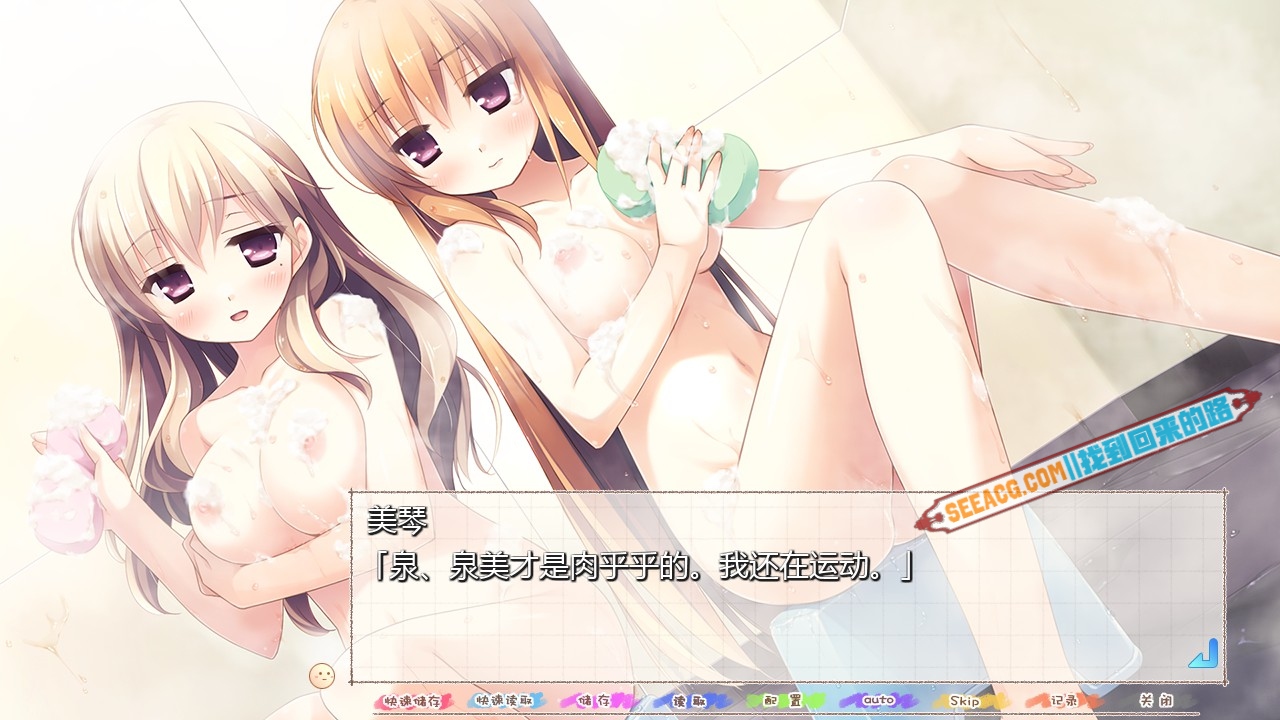 SEEACG.COM||找到回来的路
美琴
「泉、泉美才是肉乎乎的。我还在运动。」
快速储存 快速读取 储存 读取 配置 auto Skip 记录 关闭